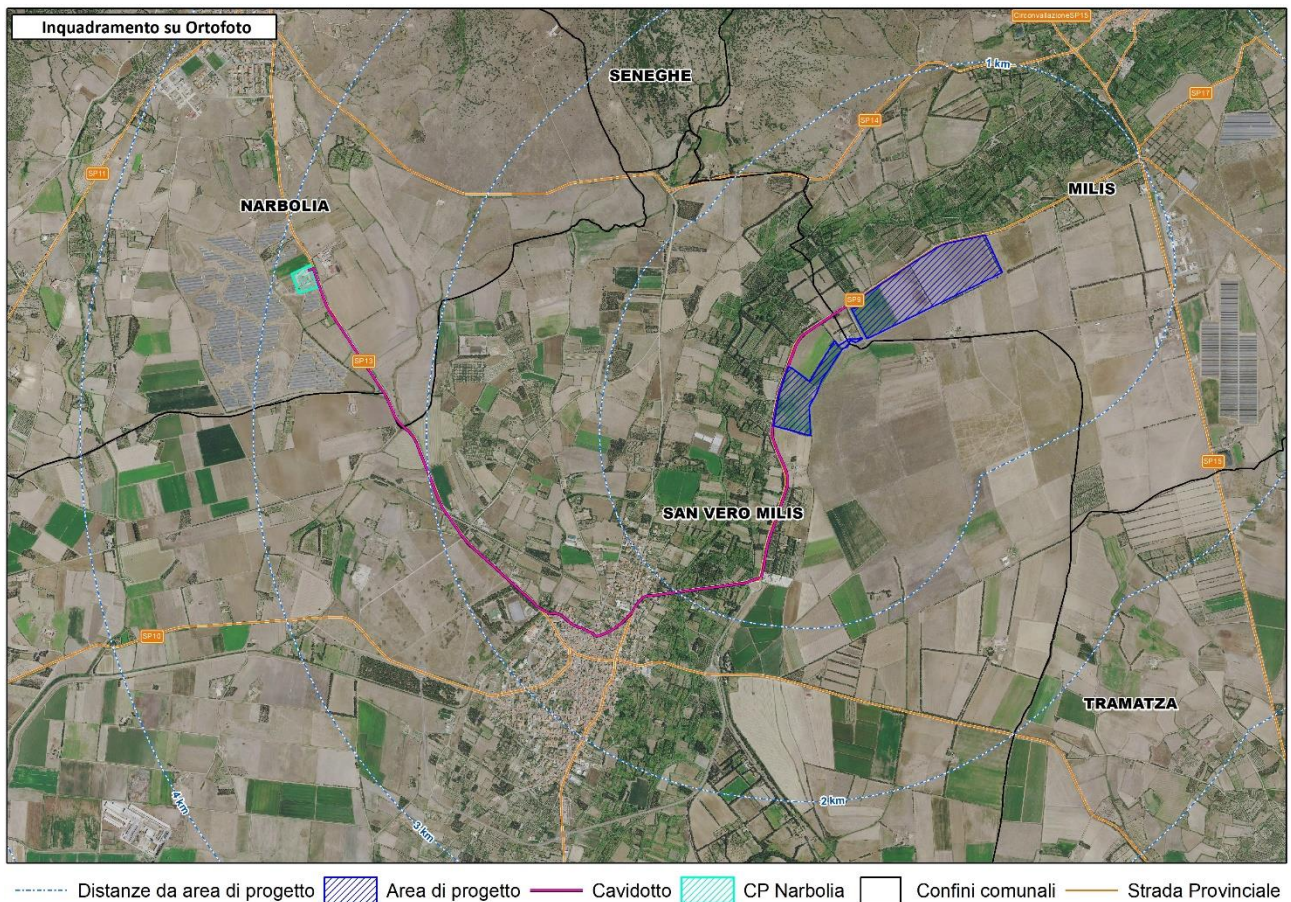 Inquadramento su Ortofoto
CirconvallazioneSP15
SENEGHE
1 km
SP17
SP14
SP11
MILIS
NARBOLIA
SP8
SP13
SP15
SAN VERO MILIS
SP10
TRAMATZA
4 km
3 km
2 km
Distanze da area di progetto Area di progetto Cavidotto CP Narbolia Confini comunali Strada Provinciale